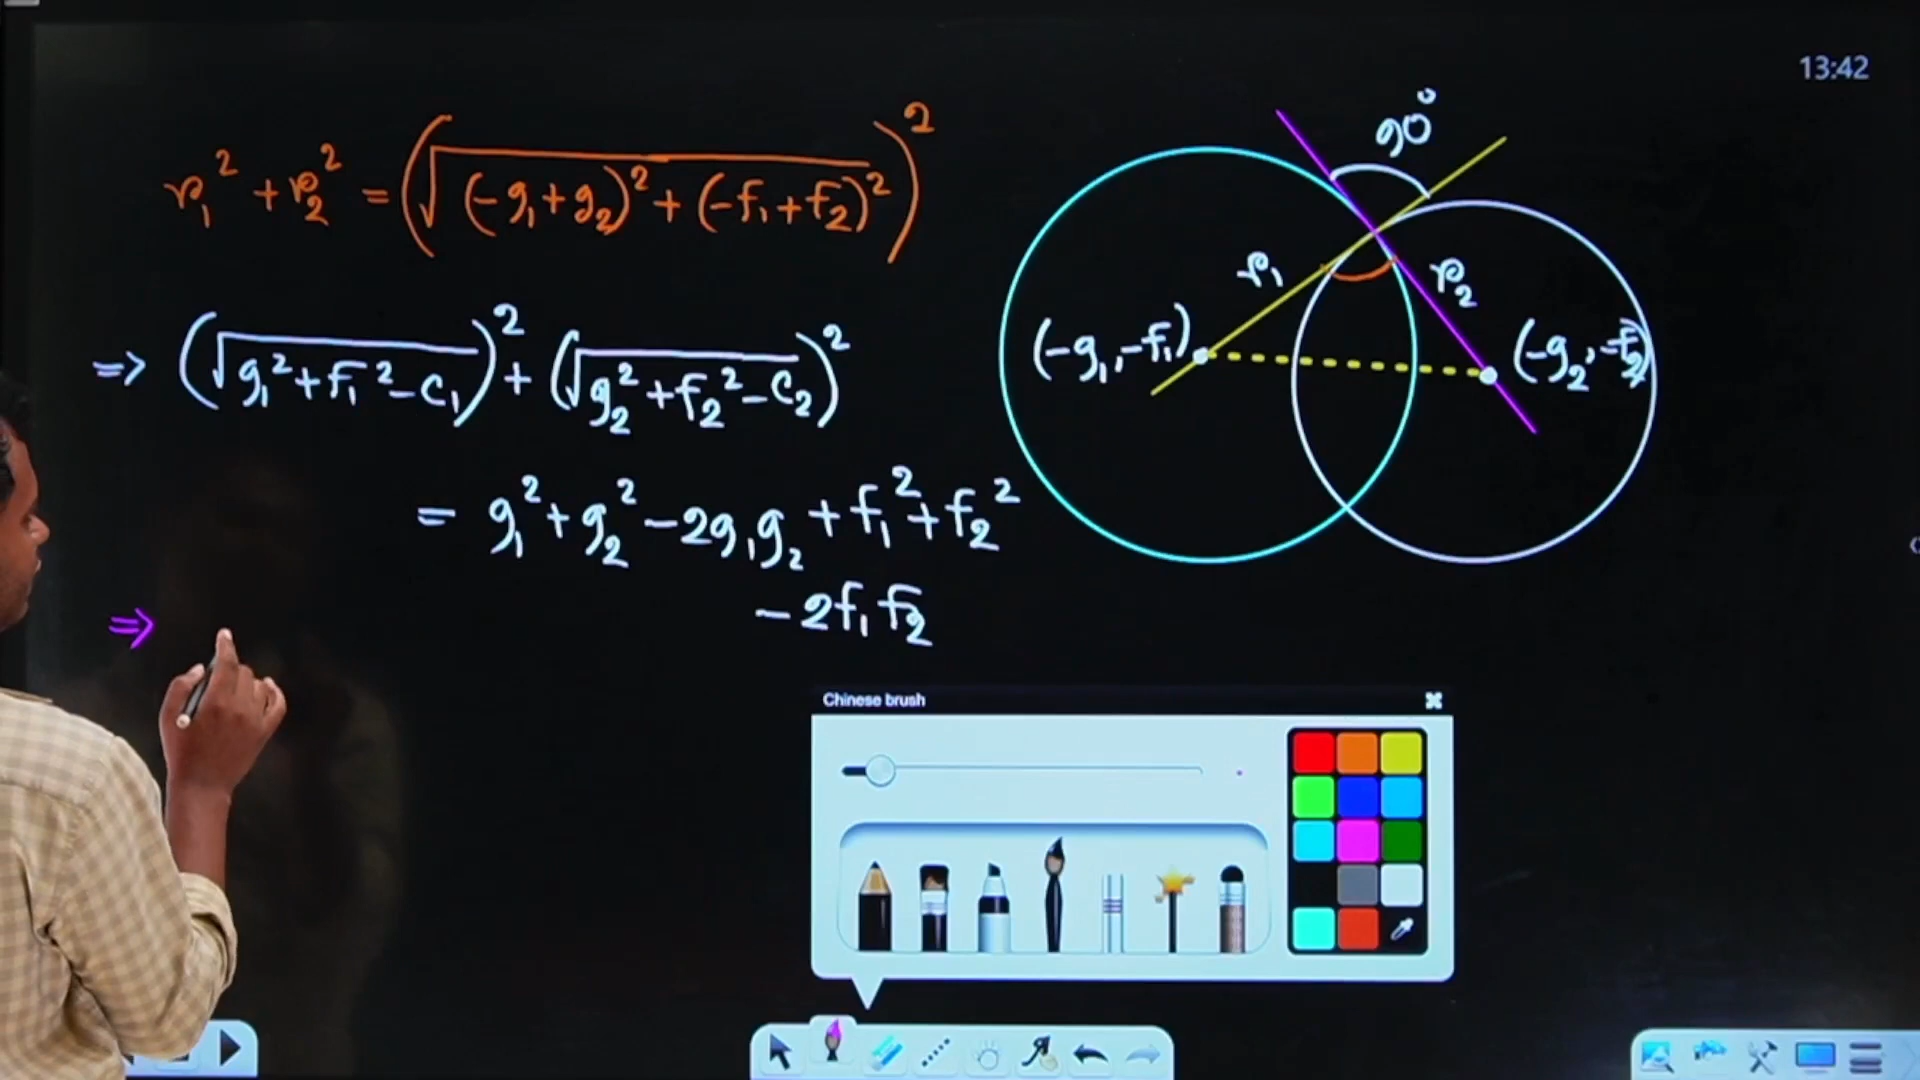 13:42
r₁² + r₂² = (√(-g₁+g₂)² + (-f₁+f₂)²)²
⇒ (√g₁²+f₁²-c₁)² + (√g₂²+f₂²-c₂)²
= g₁²+g₂²-2g₁g₂+f₁²+f₂²
-2f₁f₂
⇒
90°
r₁
r₂
(-g₁,-f₁)
(-g₂,-f₂)
Chinese brush